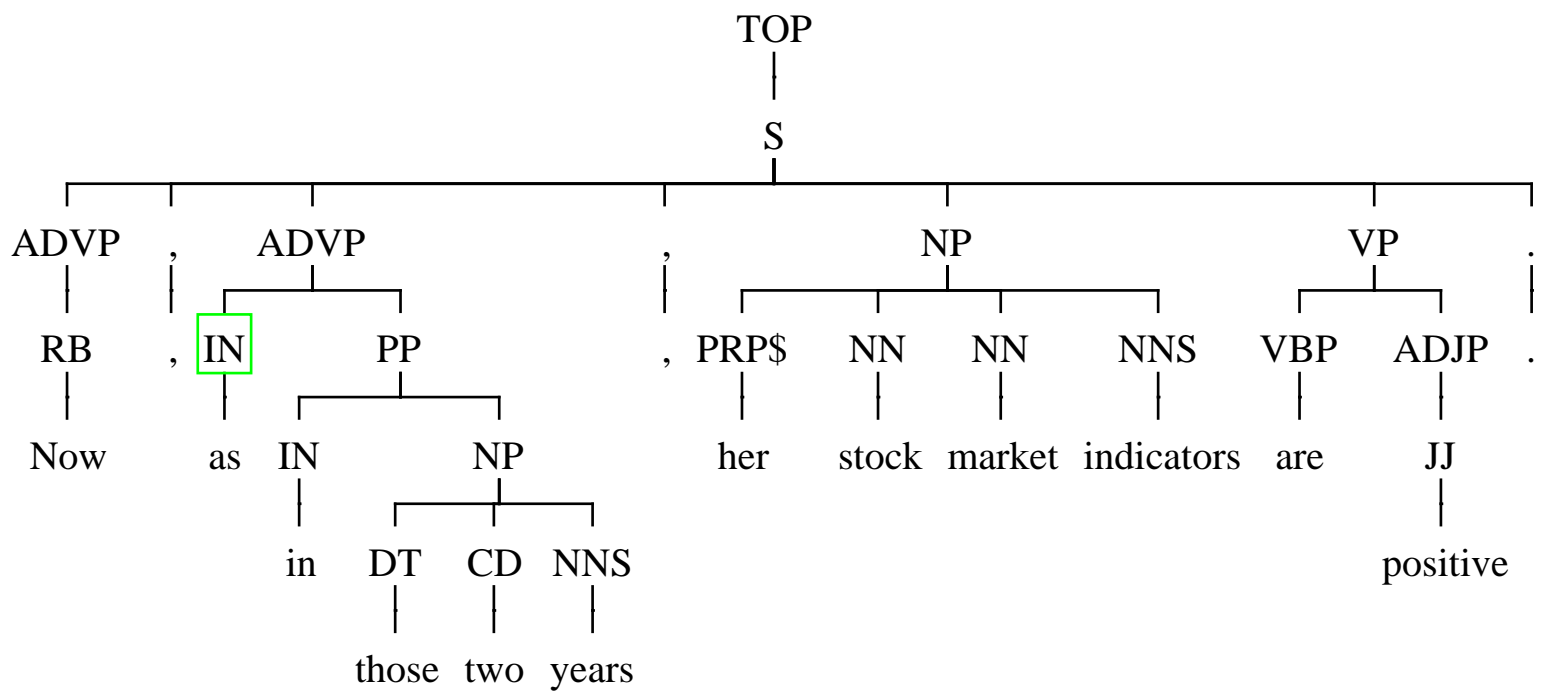 TOP
S
ADVP , ADVP , NP VP .
RB , IN PP , PRP$ NN NN NNS VBP ADJP .
Now as IN NP her stock market indicators are JJ
in DT CD NNS positive
those two years